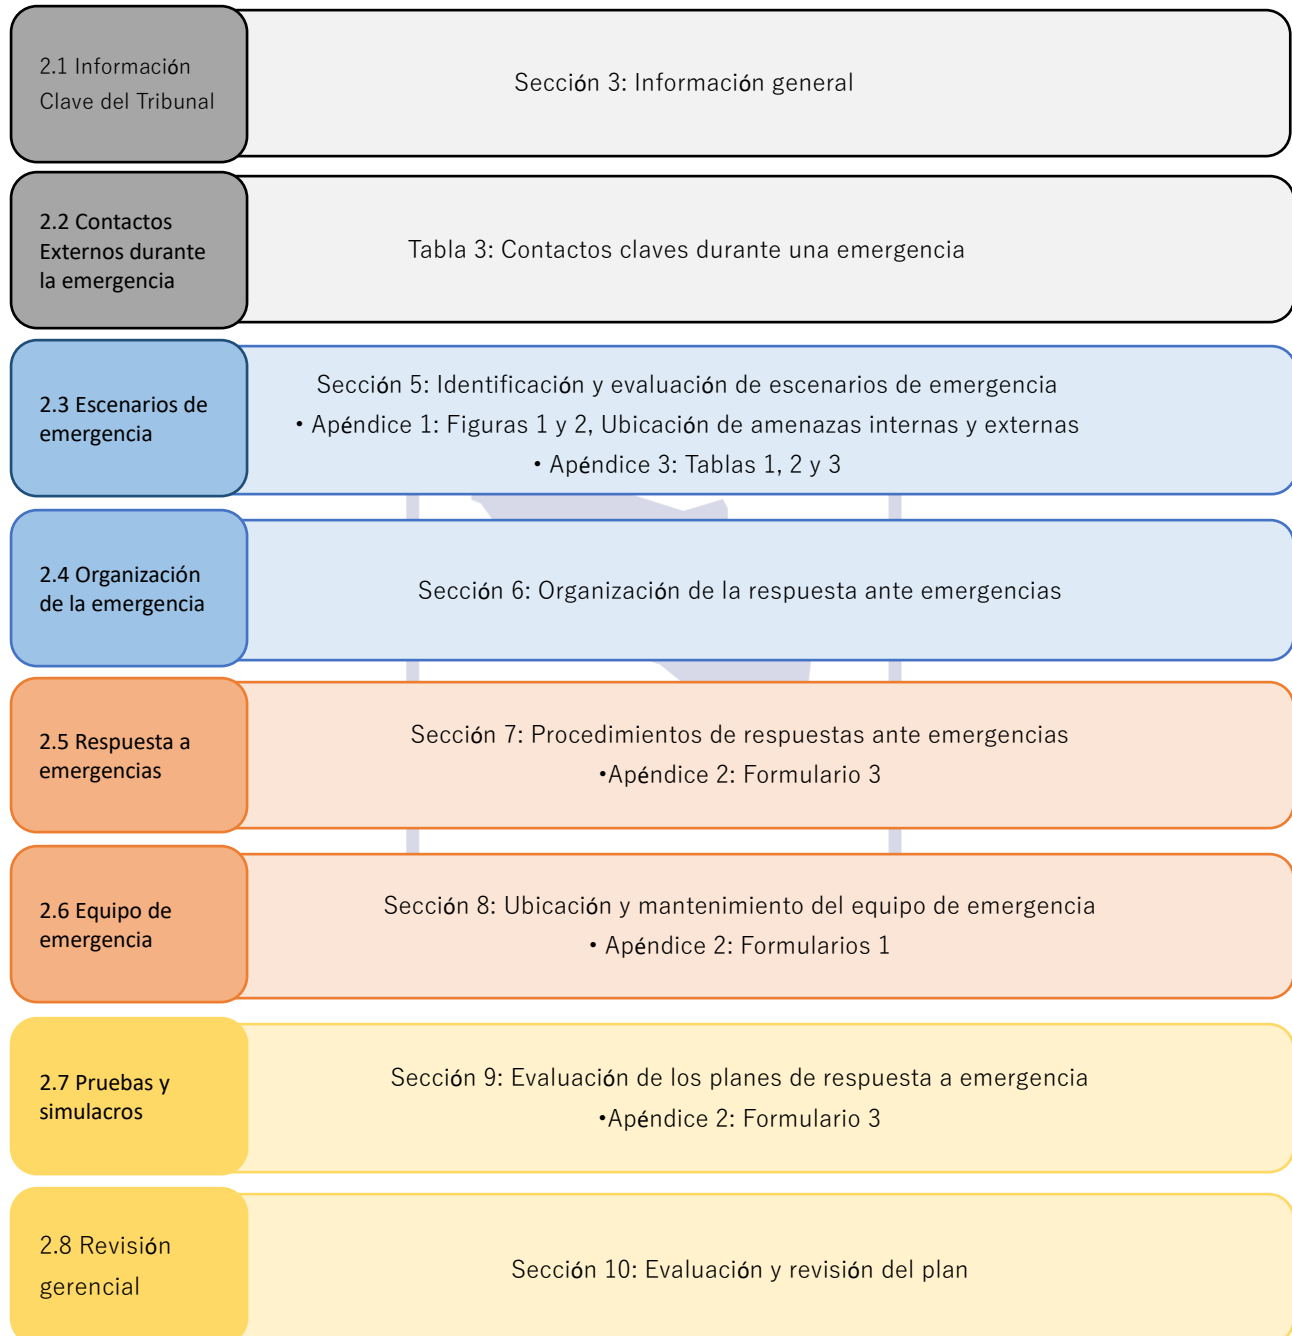 2.1 Información
Clave del Tribunal
Sección 3: Información general
2.2 Contactos
Externos durante
la emergencia
Tabla 3: Contactos claves durante una emergencia
2.3 Escenarios de
emergencia
Sección 5: Identificación y evaluación de escenarios de emergencia
• Apéndice 1: Figuras 1 y 2, Ubicación de amenazas internas y externas
• Apéndice 3: Tablas 1, 2 y 3
2.4 Organización
de la emergencia
Sección 6: Organización de la respuesta ante emergencias
2.5 Respuesta a
emergencias
Sección 7: Procedimientos de respuestas ante emergencias
•Apéndice 2: Formulario 3
2.6 Equipo de
emergencia
Sección 8: Ubicación y mantenimiento del equipo de emergencia
• Apéndice 2: Formularios 1
2.7 Pruebas y
simulacros
Sección 9: Evaluación de los planes de respuesta a emergencia
•Apéndice 2: Formulario 3
2.8 Revisión
gerencial
Sección 10: Evaluación y revisión del plan